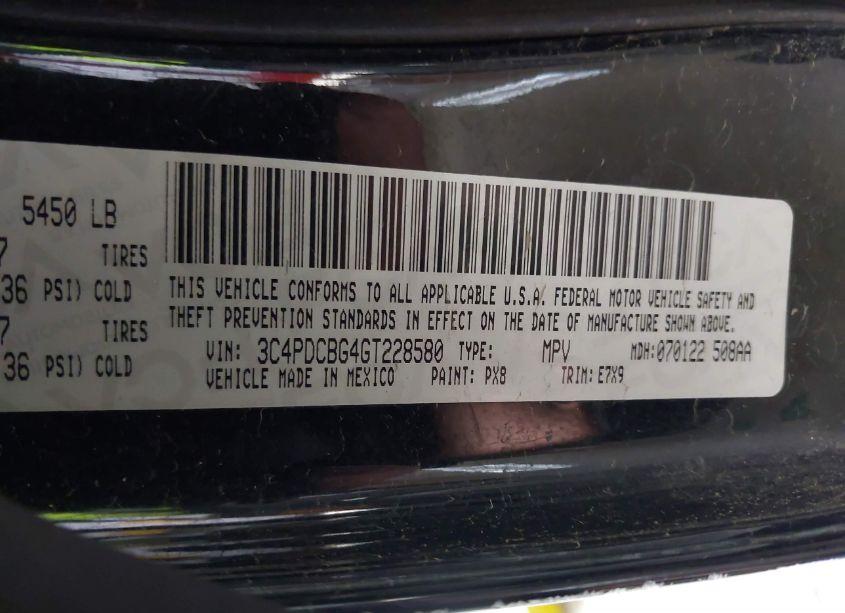 5450 LB
7 TIRES
36 PSI) COLD
7 TIRES
36 PSI) COLD
THIS VEHICLE CONFORMS TO ALL APPLICABLE U.S.A. FEDERAL MOTOR VEHICLE SAFETY AND
THEFT PREVENTION STANDARDS IN EFFECT ON THE DATE OF MANUFACTURE SHOWN ABOVE.
VIN: 3C4PDCBG4GT228580 TYPE: MPV MDH:070122 508AA
VEHICLE MADE IN MEXICO PAINT: PX8 TRIM:E7X9